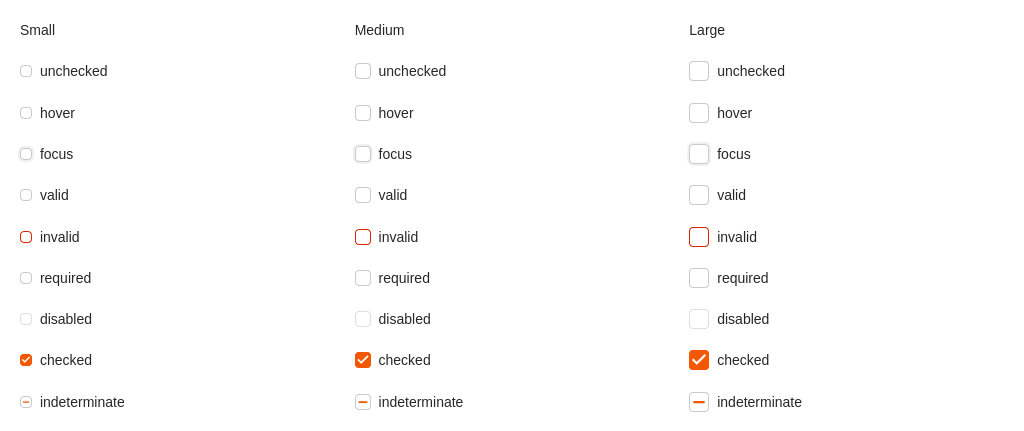 Small Medium Large
unchecked unchecked unchecked
hover hover hover
focus focus focus
valid valid valid
invalid invalid invalid
required required required
disabled disabled disabled
checked checked checked
indeterminate indeterminate indeterminate